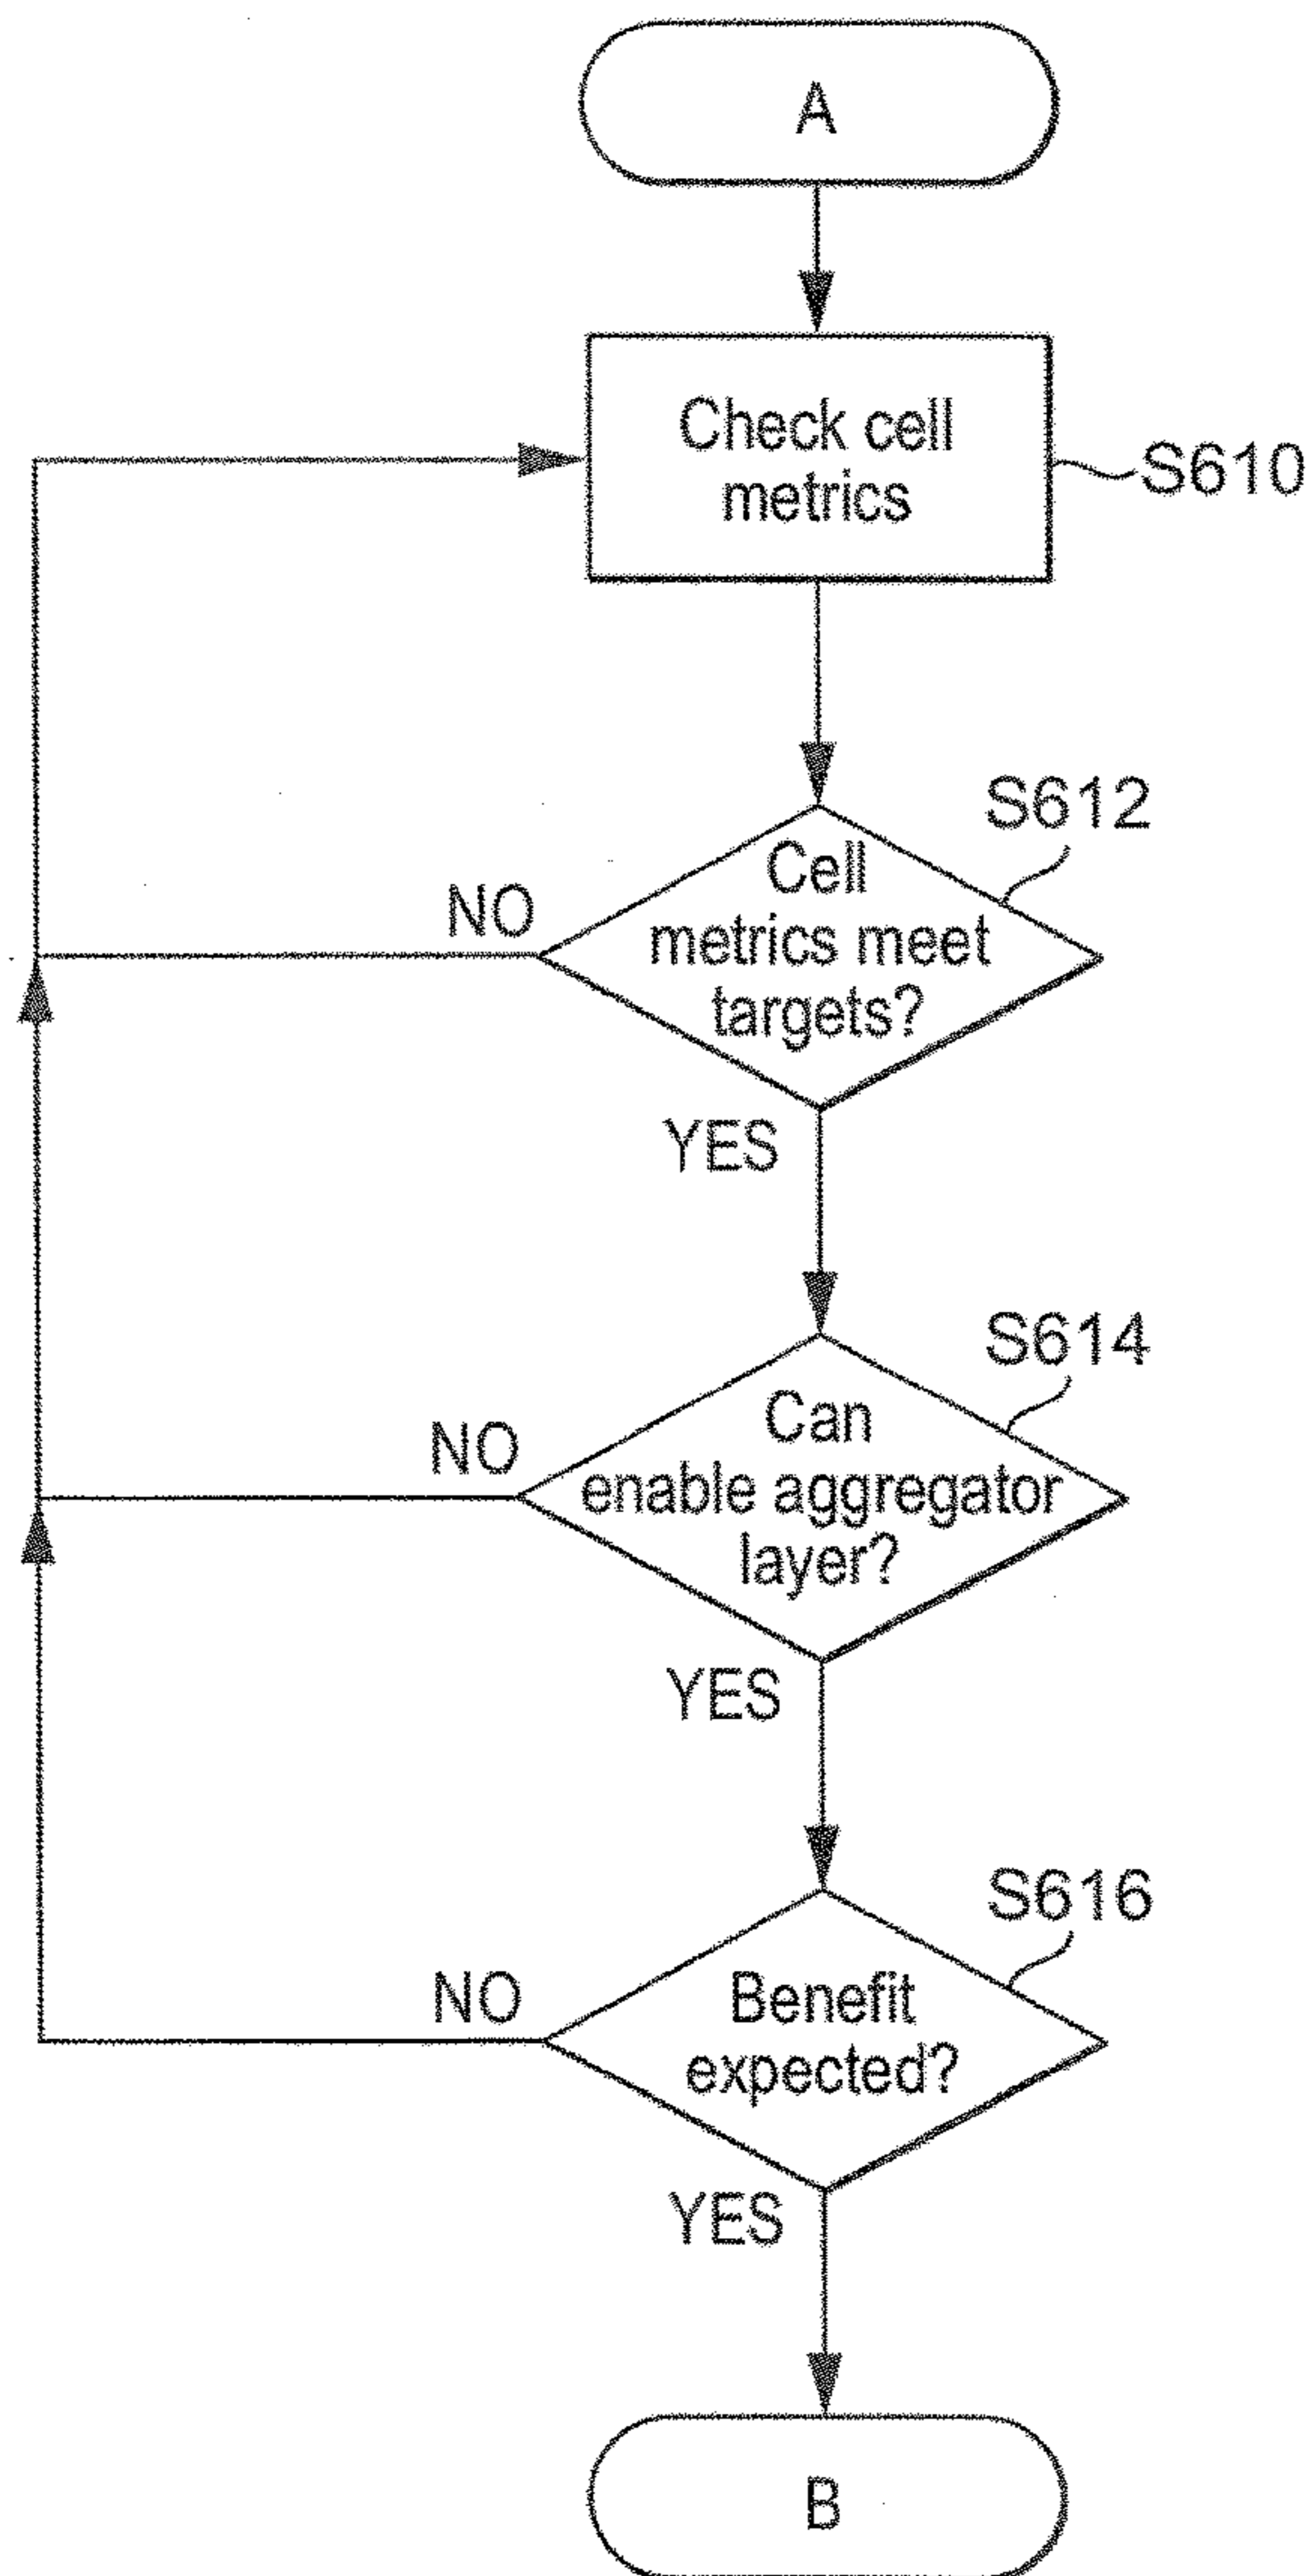 A
Check cell
metrics
S610
S612
Cell
metrics meet
targets?
NO
YES
S614
Can
enable aggregator
layer?
NO
YES
S616
Benefit
expected?
NO
YES
B